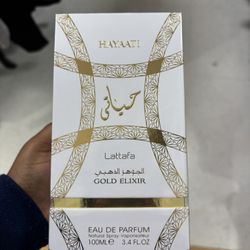 HAYAATI
حياتي
Lattafa
الجوهر الذهبي
GOLD ELIXIR
EAU DE PARFUM
Natural Spray Vaporisateur
100ML℮ 3.4 FL.OZ